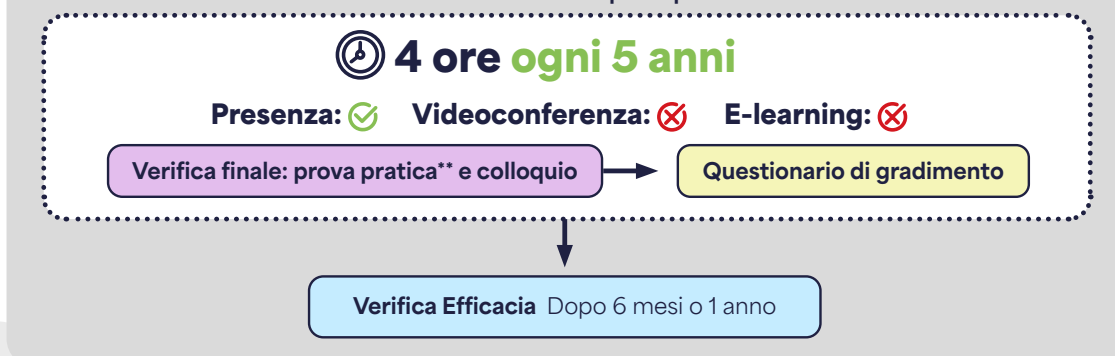 4 ore ogni 5 anni
Presenza: Videoconferenza: E-learning:
Verifica finale: prova pratica** e colloquio
Questionario di gradimento
Verifica Efficacia Dopo 6 mesi o 1 anno